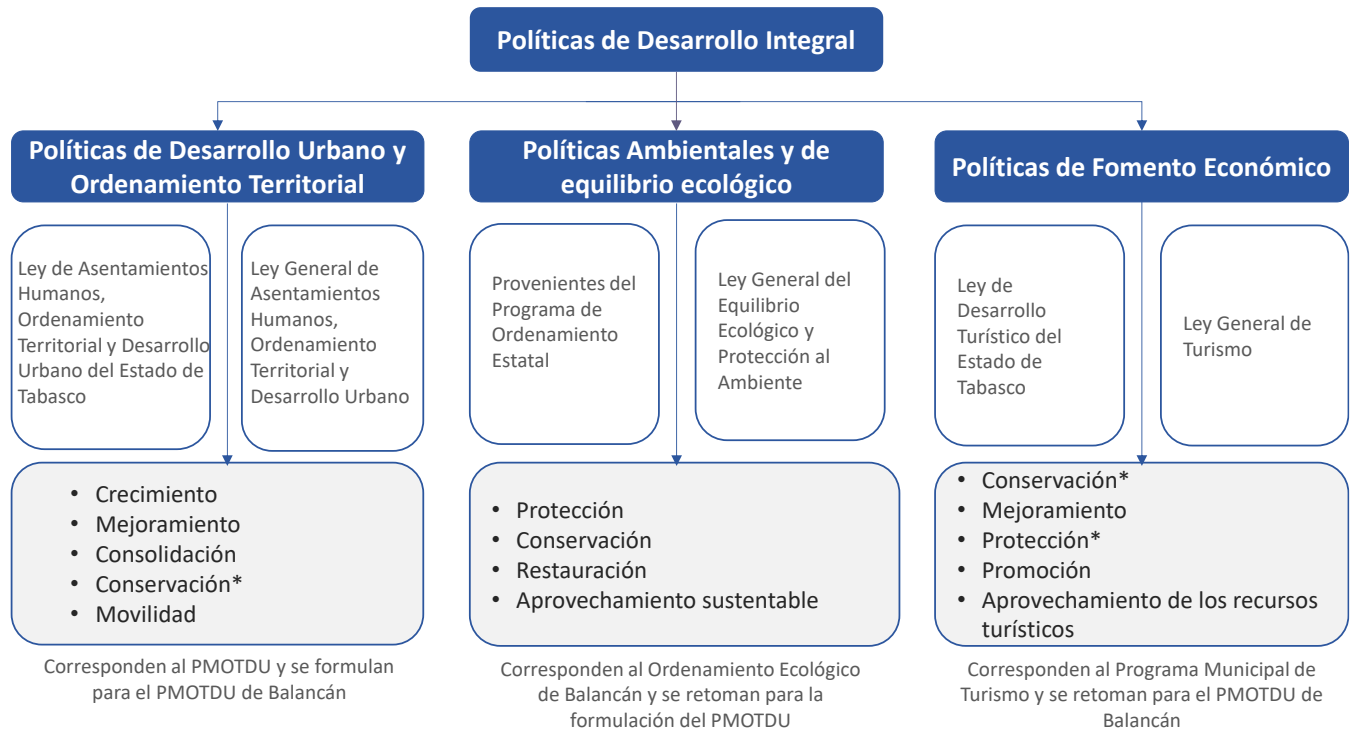 Políticas de Desarrollo Integral
Políticas de Desarrollo Urbano y
Ordenamiento Territorial
Políticas Ambientales y de
equilibrio ecológico
Políticas de Fomento Económico
Ley de Asentamientos
Humanos,
Ordenamiento
Territorial y Desarrollo
Urbano del Estado de
Tabasco
Ley General de
Asentamientos
Humanos,
Ordenamiento
Territorial y
Desarrollo Urbano
Provenientes del
Programa de
Ordenamiento
Estatal
Ley General del
Equilibrio
Ecológico y
Protección al
Ambiente
Ley de
Desarrollo
Turístico del
Estado de
Tabasco
Ley General de
Turismo
• Crecimiento
• Mejoramiento
• Consolidación
• Conservación*
• Movilidad
• Protección
• Conservación
• Restauración
• Aprovechamiento sustentable
• Conservación*
• Mejoramiento
• Protección*
• Promoción
• Aprovechamiento de los recursos
turísticos
Corresponden al PMOTDU y se formulan
para el PMOTDU de Balancán
Corresponden al Ordenamiento Ecológico
de Balancán y se retoman para la
formulación del PMOTDU
Corresponden al Programa Municipal de
Turismo y se retoman para el PMOTDU de
Balancán